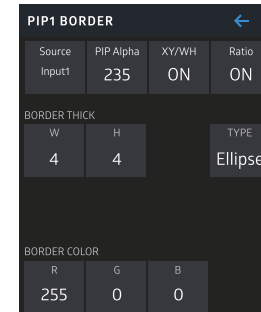 PIP1 BORDER
Source PIP Alpha XY/WH Ratio
Input1 235 ON ON
BORDER THICK
W H TYPE
4 4 Ellipse
BORDER COLOR
R G B
255 0 0